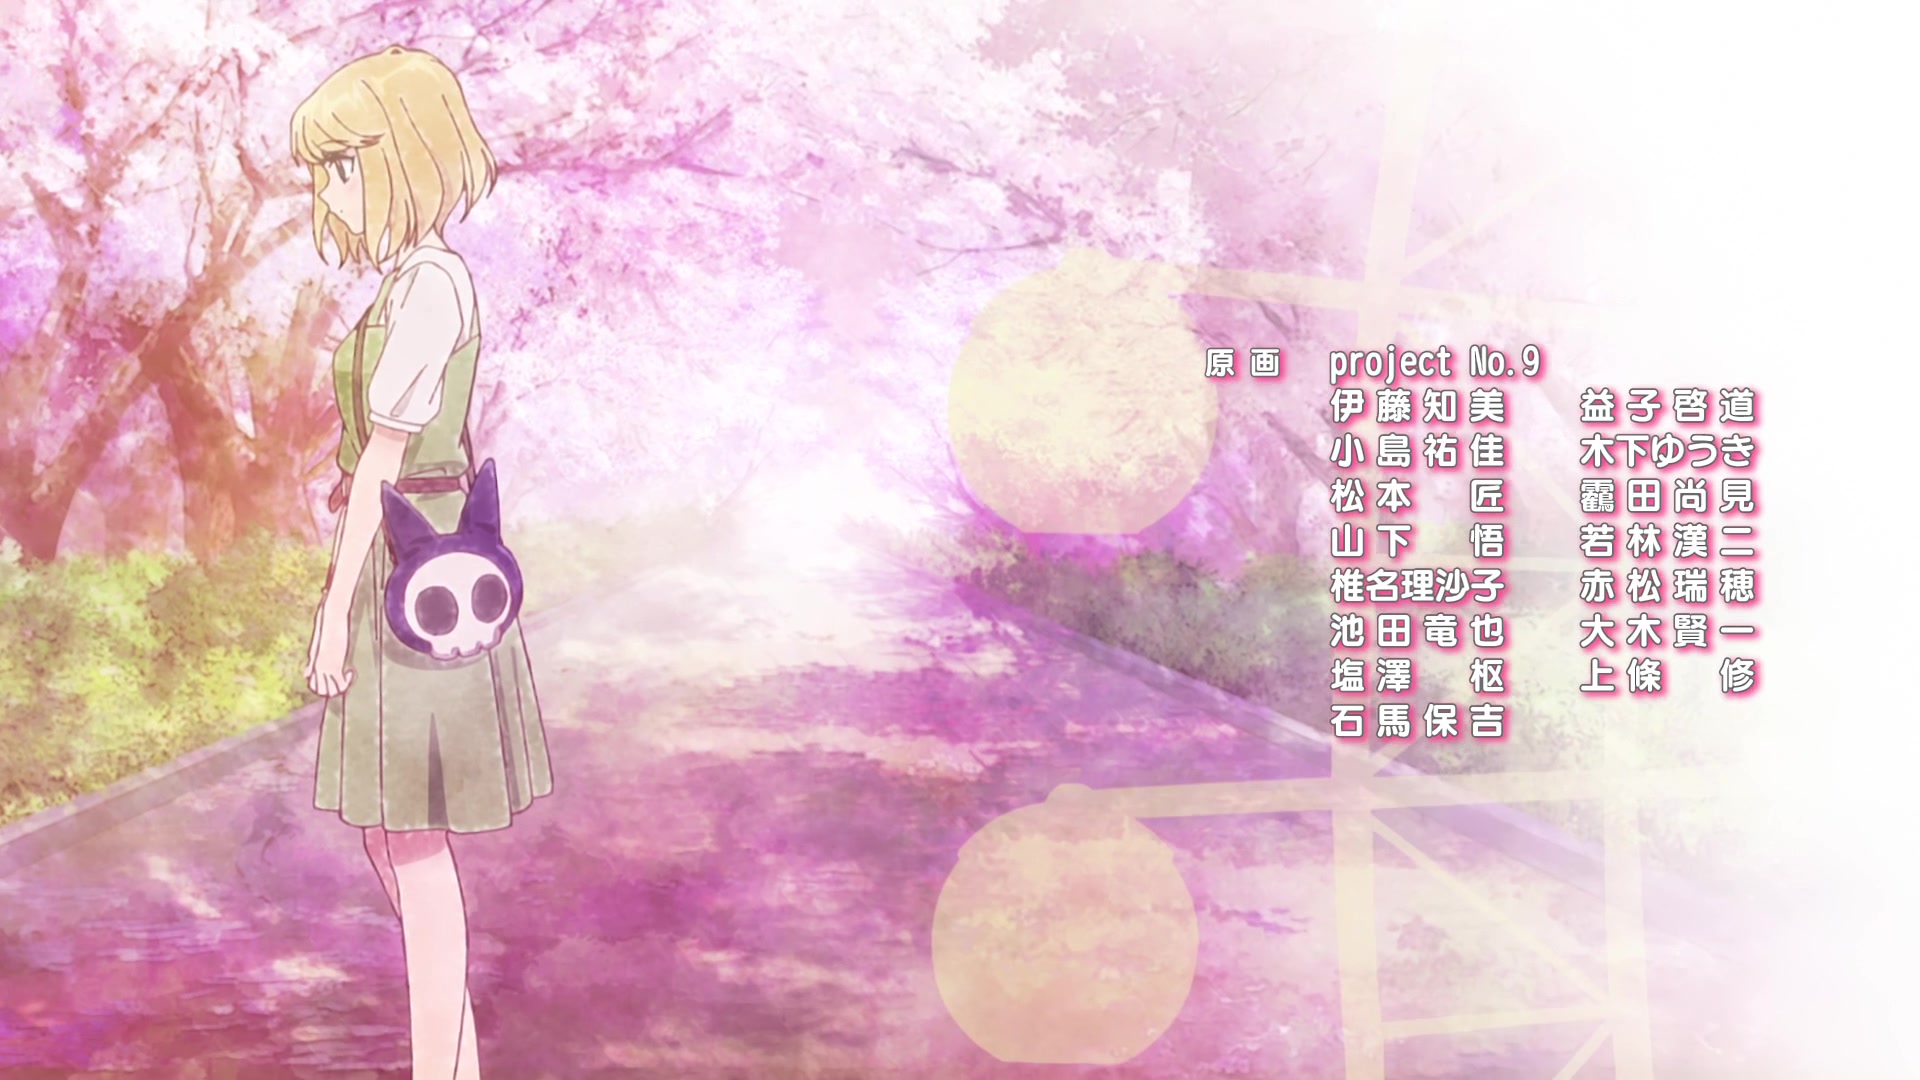 原画 project No.9
伊藤知美 益子啓道
小島祐佳 木下ゆうき
松本匠 靍田尚見
山下悟 若林漢二
椎名理沙子 赤松瑞穂
池田竜也 大木賢一
塩澤枢 上條修
石馬保吉